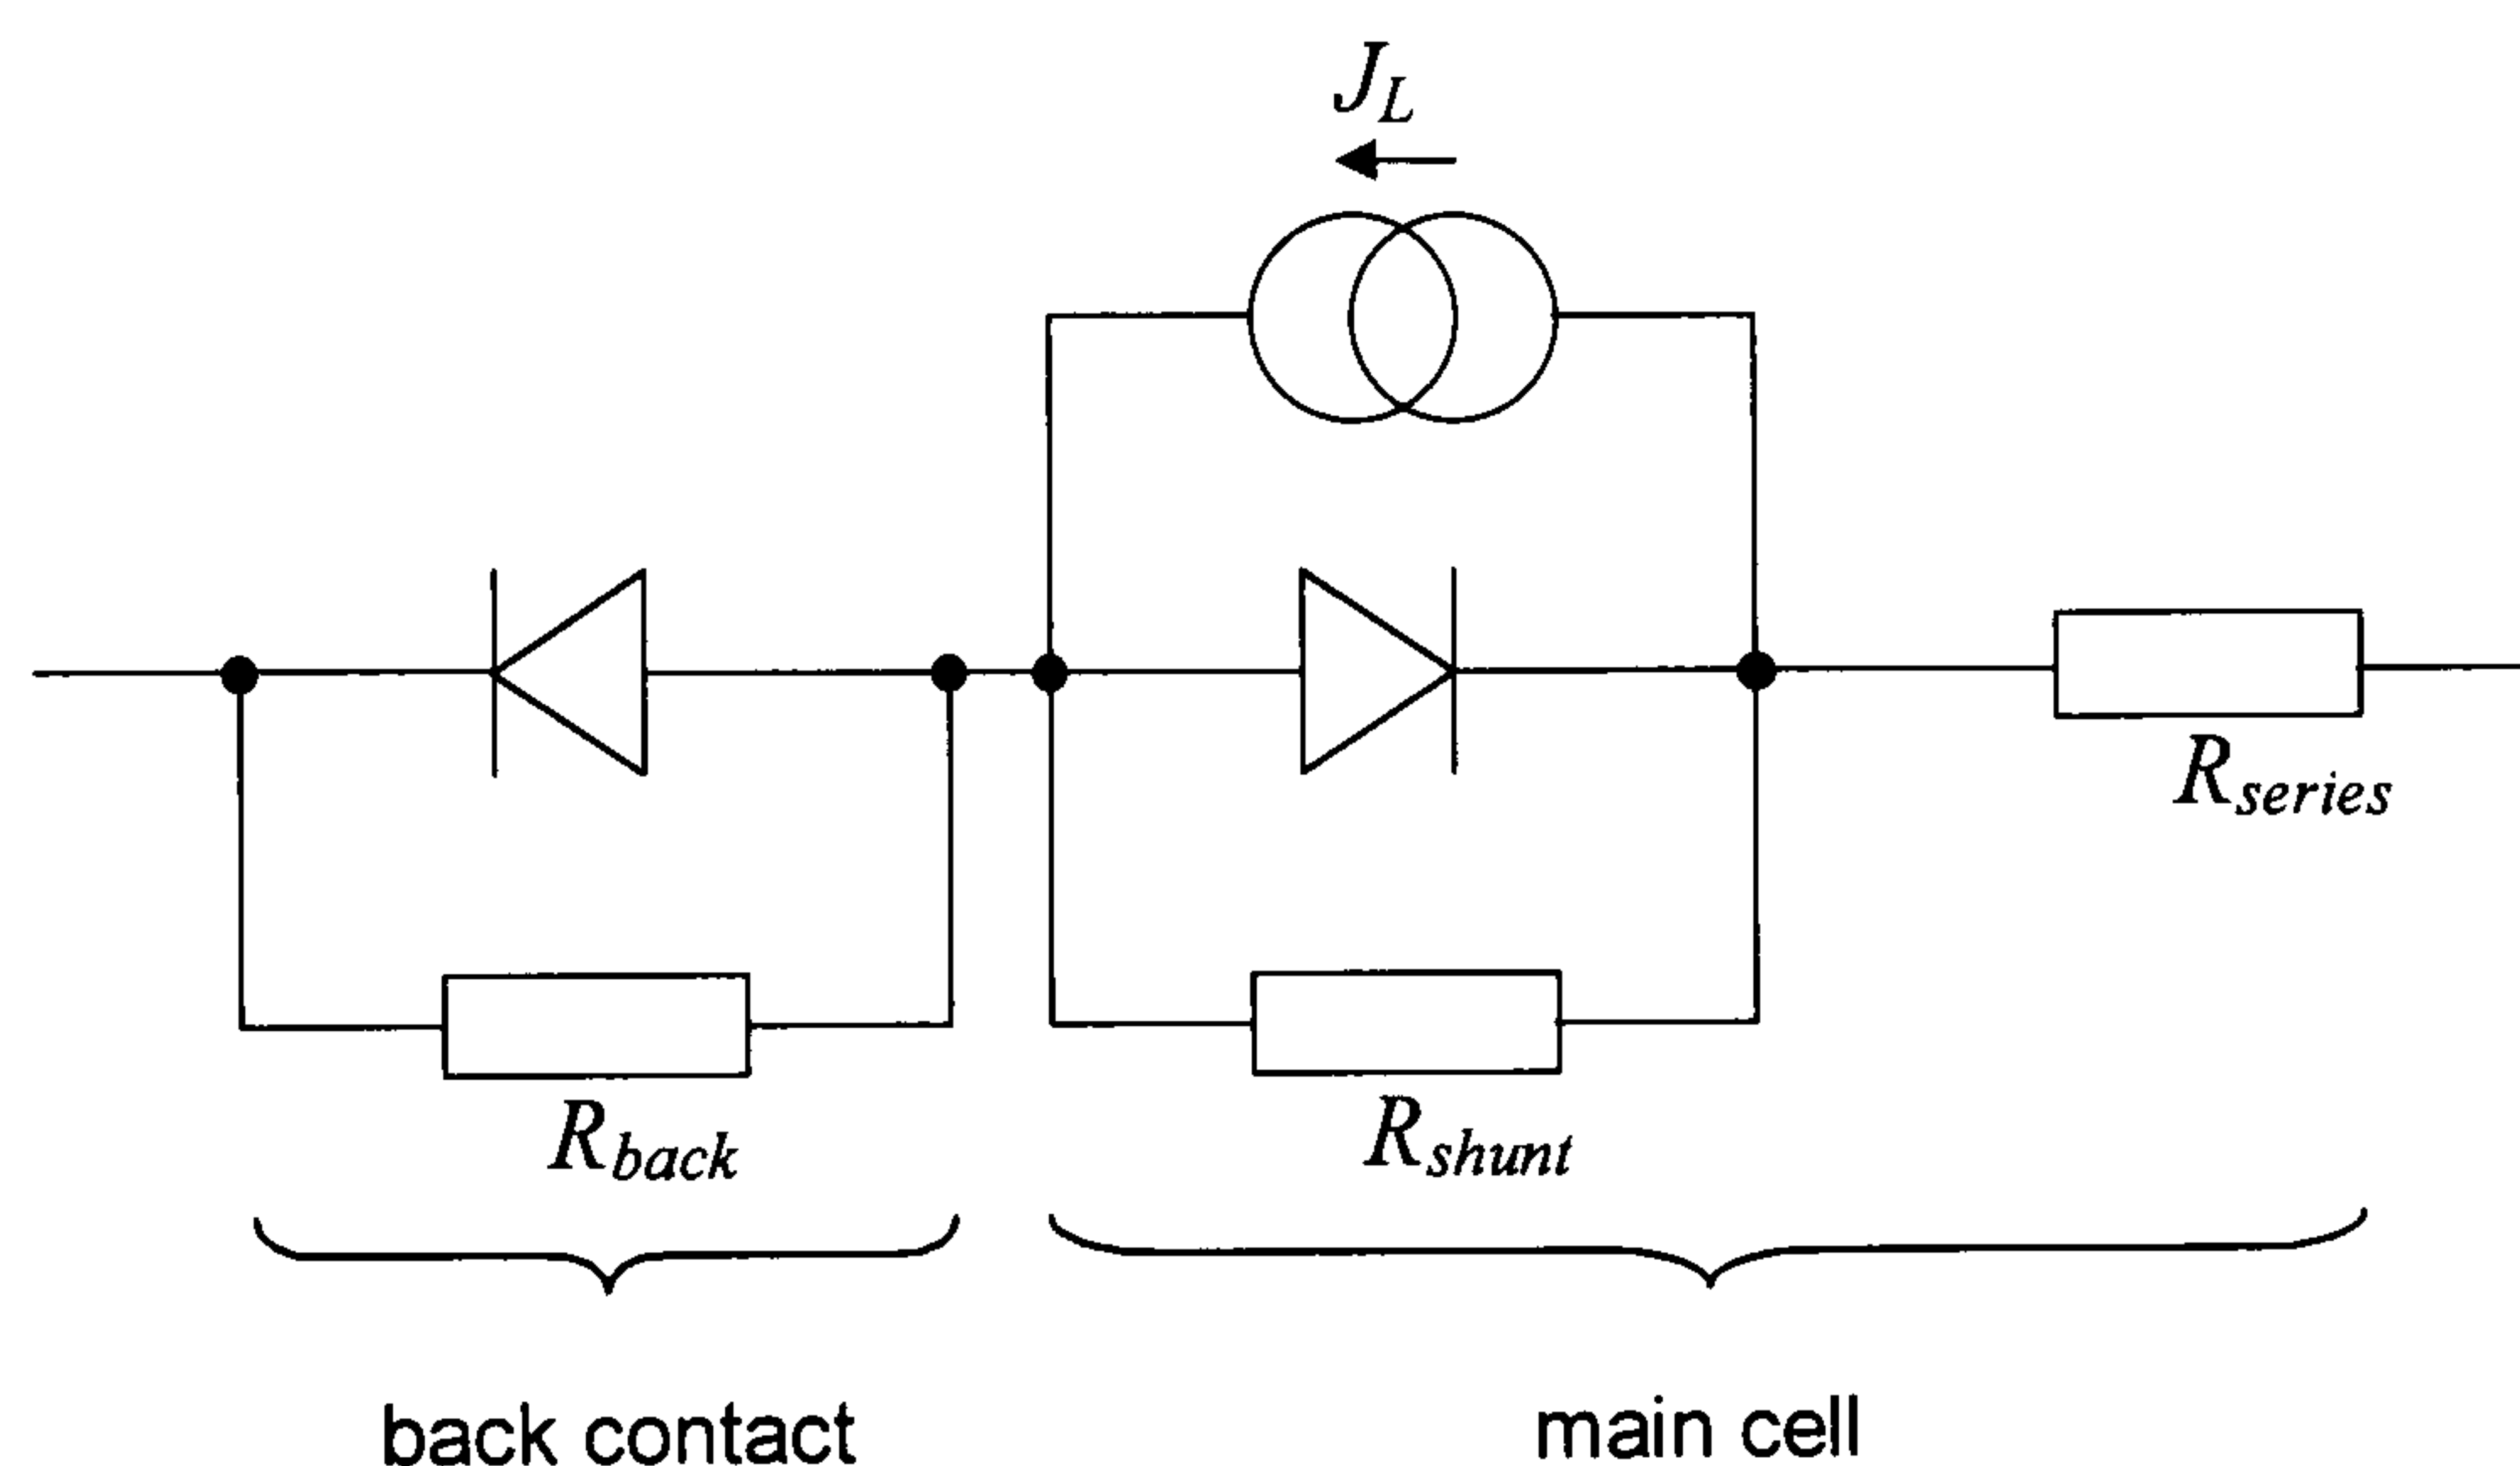 J_L
R_series
R_back
R_shunt
back contact
main cell